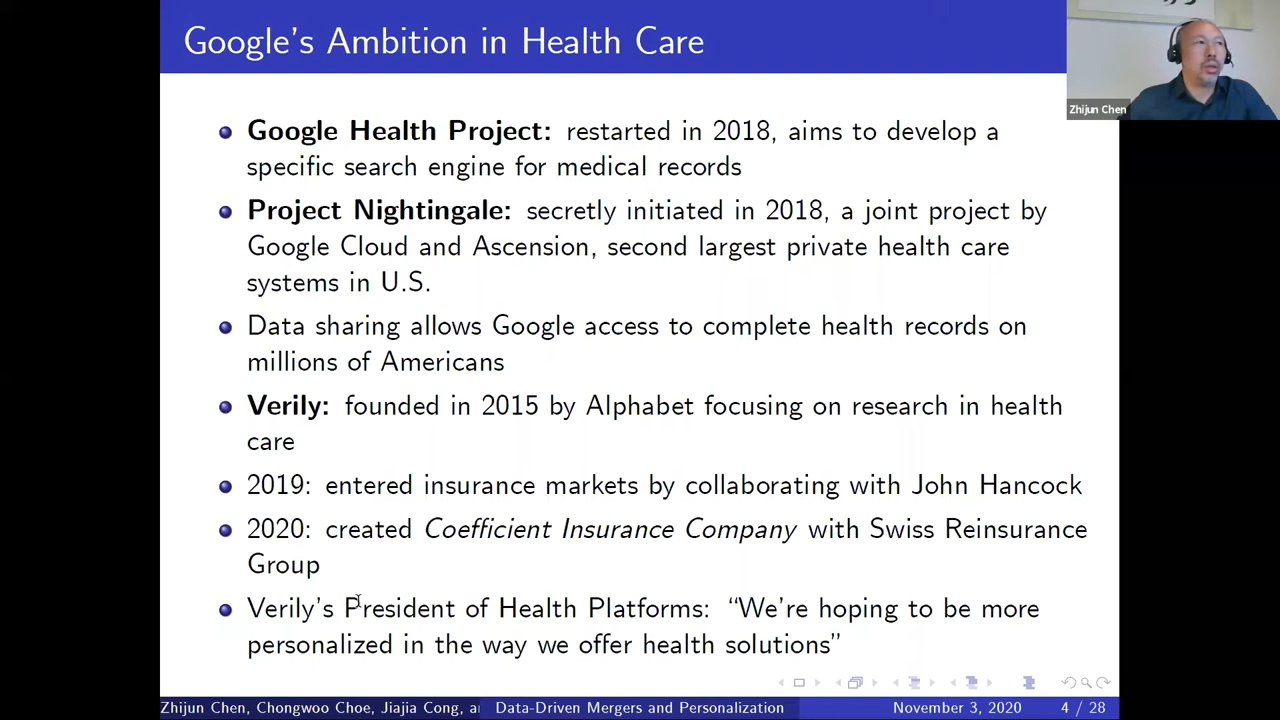 Google's Ambition in Health Care
Zhijun Chen
Google Health Project: restarted in 2018, aims to develop a
specific search engine for medical records
Project Nightingale: secretly initiated in 2018, a joint project by
Google Cloud and Ascension, second largest private health care
systems in U.S.
Data sharing allows Google access to complete health records on
millions of Americans
Verily: founded in 2015 by Alphabet focusing on research in health
care
2019: entered insurance markets by collaborating with John Hancock
2020: created Coefficient Insurance Company with Swiss Reinsurance
Group
Verily's President of Health Platforms: “We're hoping to be more
personalized in the way we offer health solutions”
Zhijun Chen, Chongwoo Choe, Jiajia Cong, a
Data-Driven Mergers and Personalization
November 3, 2020
4 / 28